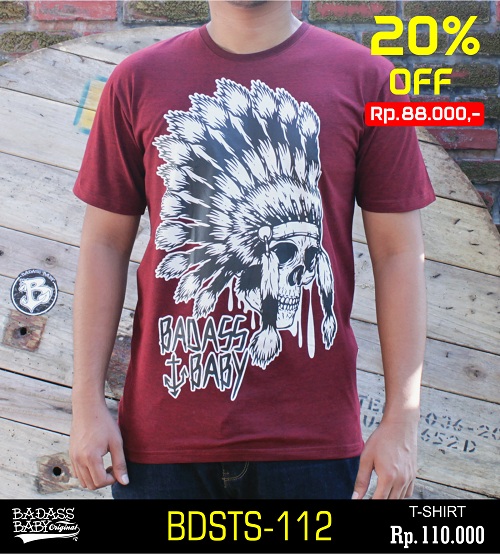 20%
OFF
Rp.88.000,-
BADASS
BABY
B
BADASS
BABY Original
BDSTS-112
T-SHIRT
Rp.110.000